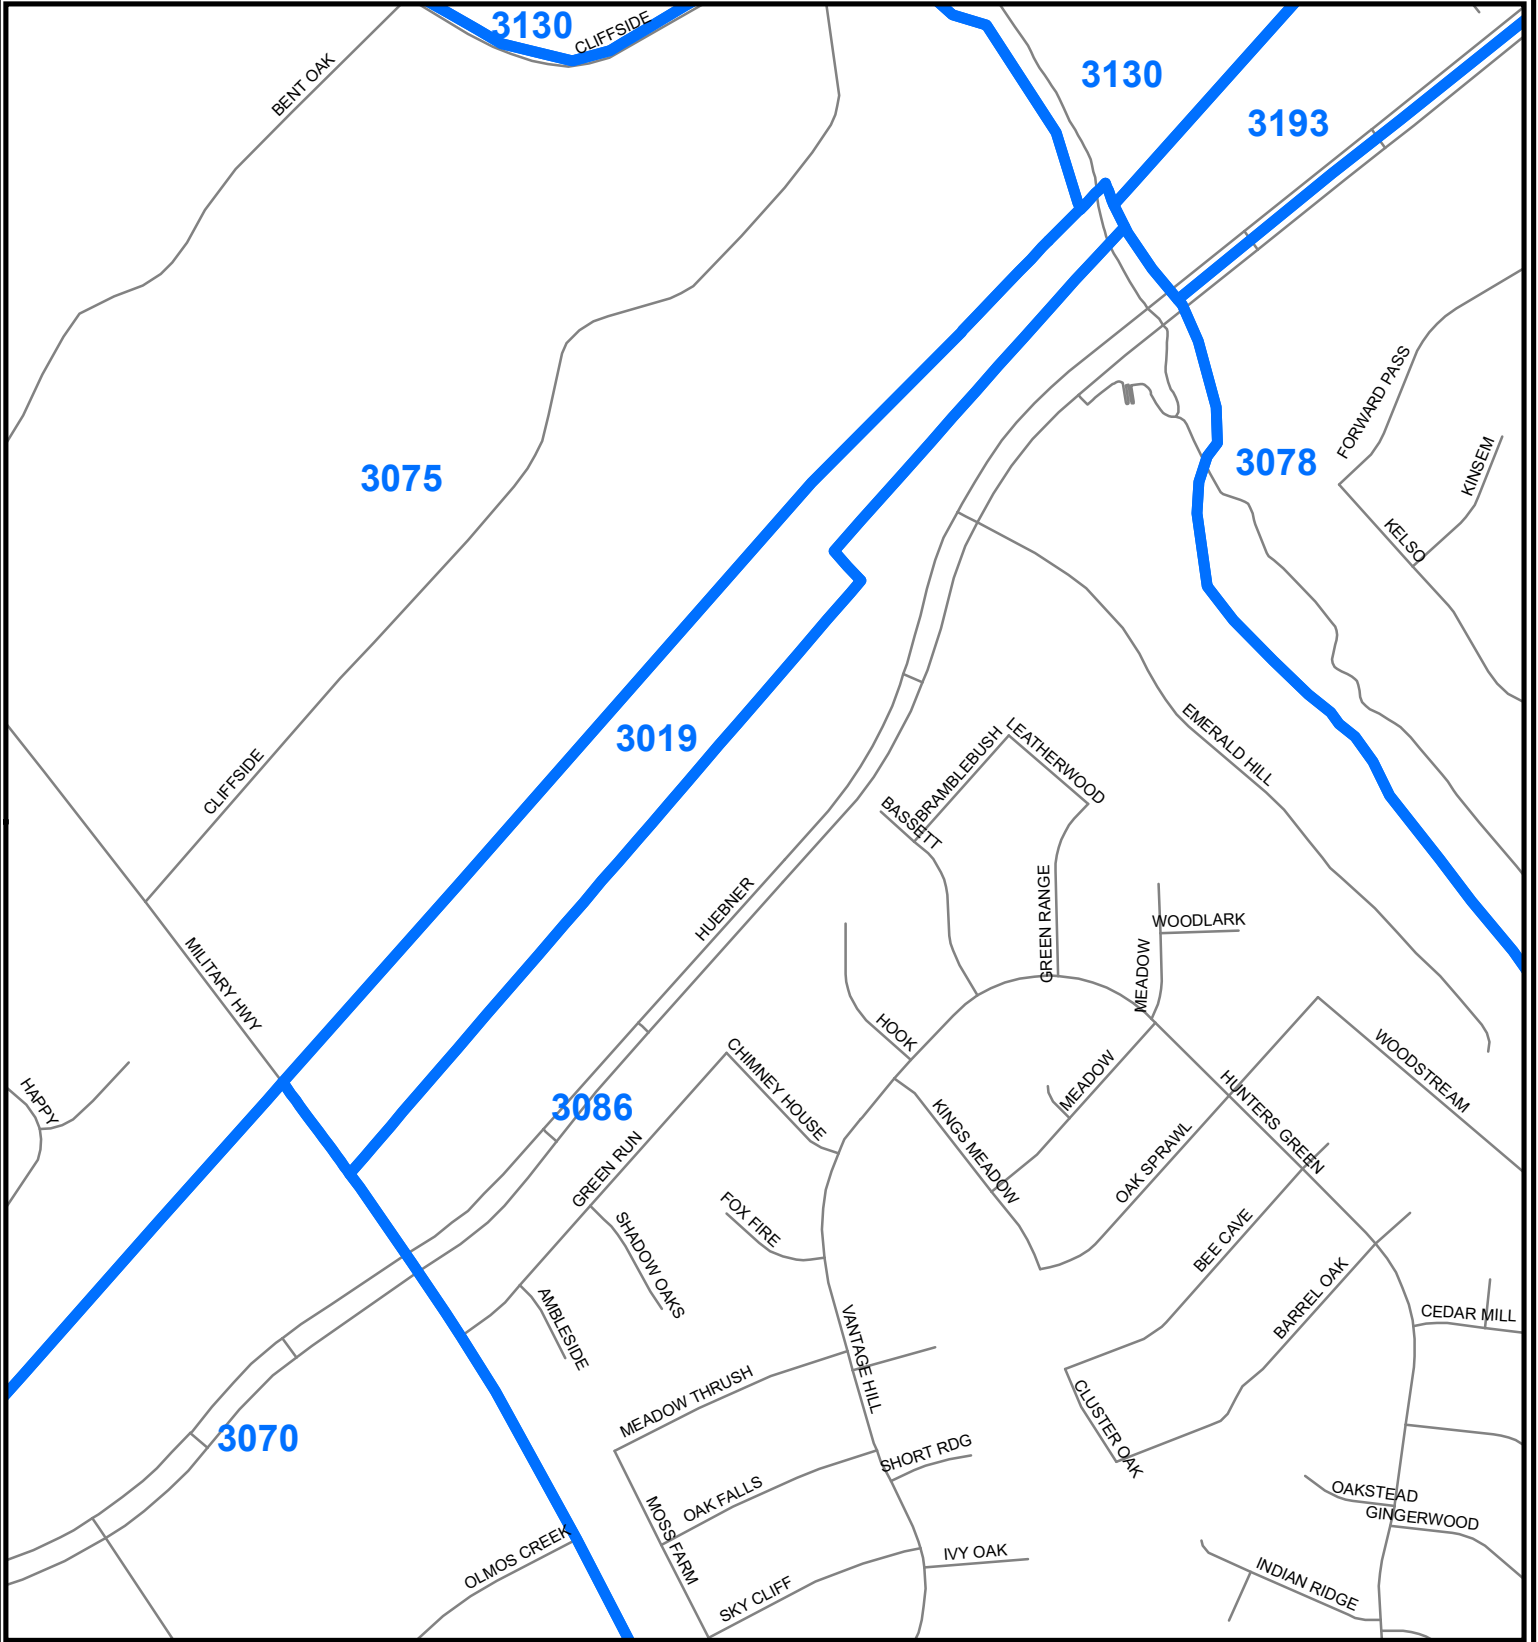 3130
CLIFFSIDE
BENT OAK
3130
3193
FORWARD PASS
3075
3078
KINSEM
KELSO
3019
CLIFFSIDE
EMERALD HILL
LEATHERWOOD
BRAMBLEBUSH
BASSETT
HUEBNER
GREEN RANGE
WOODLARK
MEADOW
MILITARY HWY
HOOK
CHIMNEY HOUSE
MEADOW
WOODSTREAM
HAPPY
3086
KINGS MEADOW
HUNTERS GREEN
GREEN RUN
OAK SPRAWL
FOX FIRE
SHADOW OAKS
BEE CAVE
AMBLESIDE
BARREL OAK
CEDAR MILL
VANTAGE HILL
MEADOW THRUSH
CLUSTER OAK
3070
SHORT RDG
OAK FALLS
MOSS FARM
OAKSTEAD
GINGERWOOD
OLMOS CREEK
IVY OAK
SKY CLIFF
INDIAN RIDGE